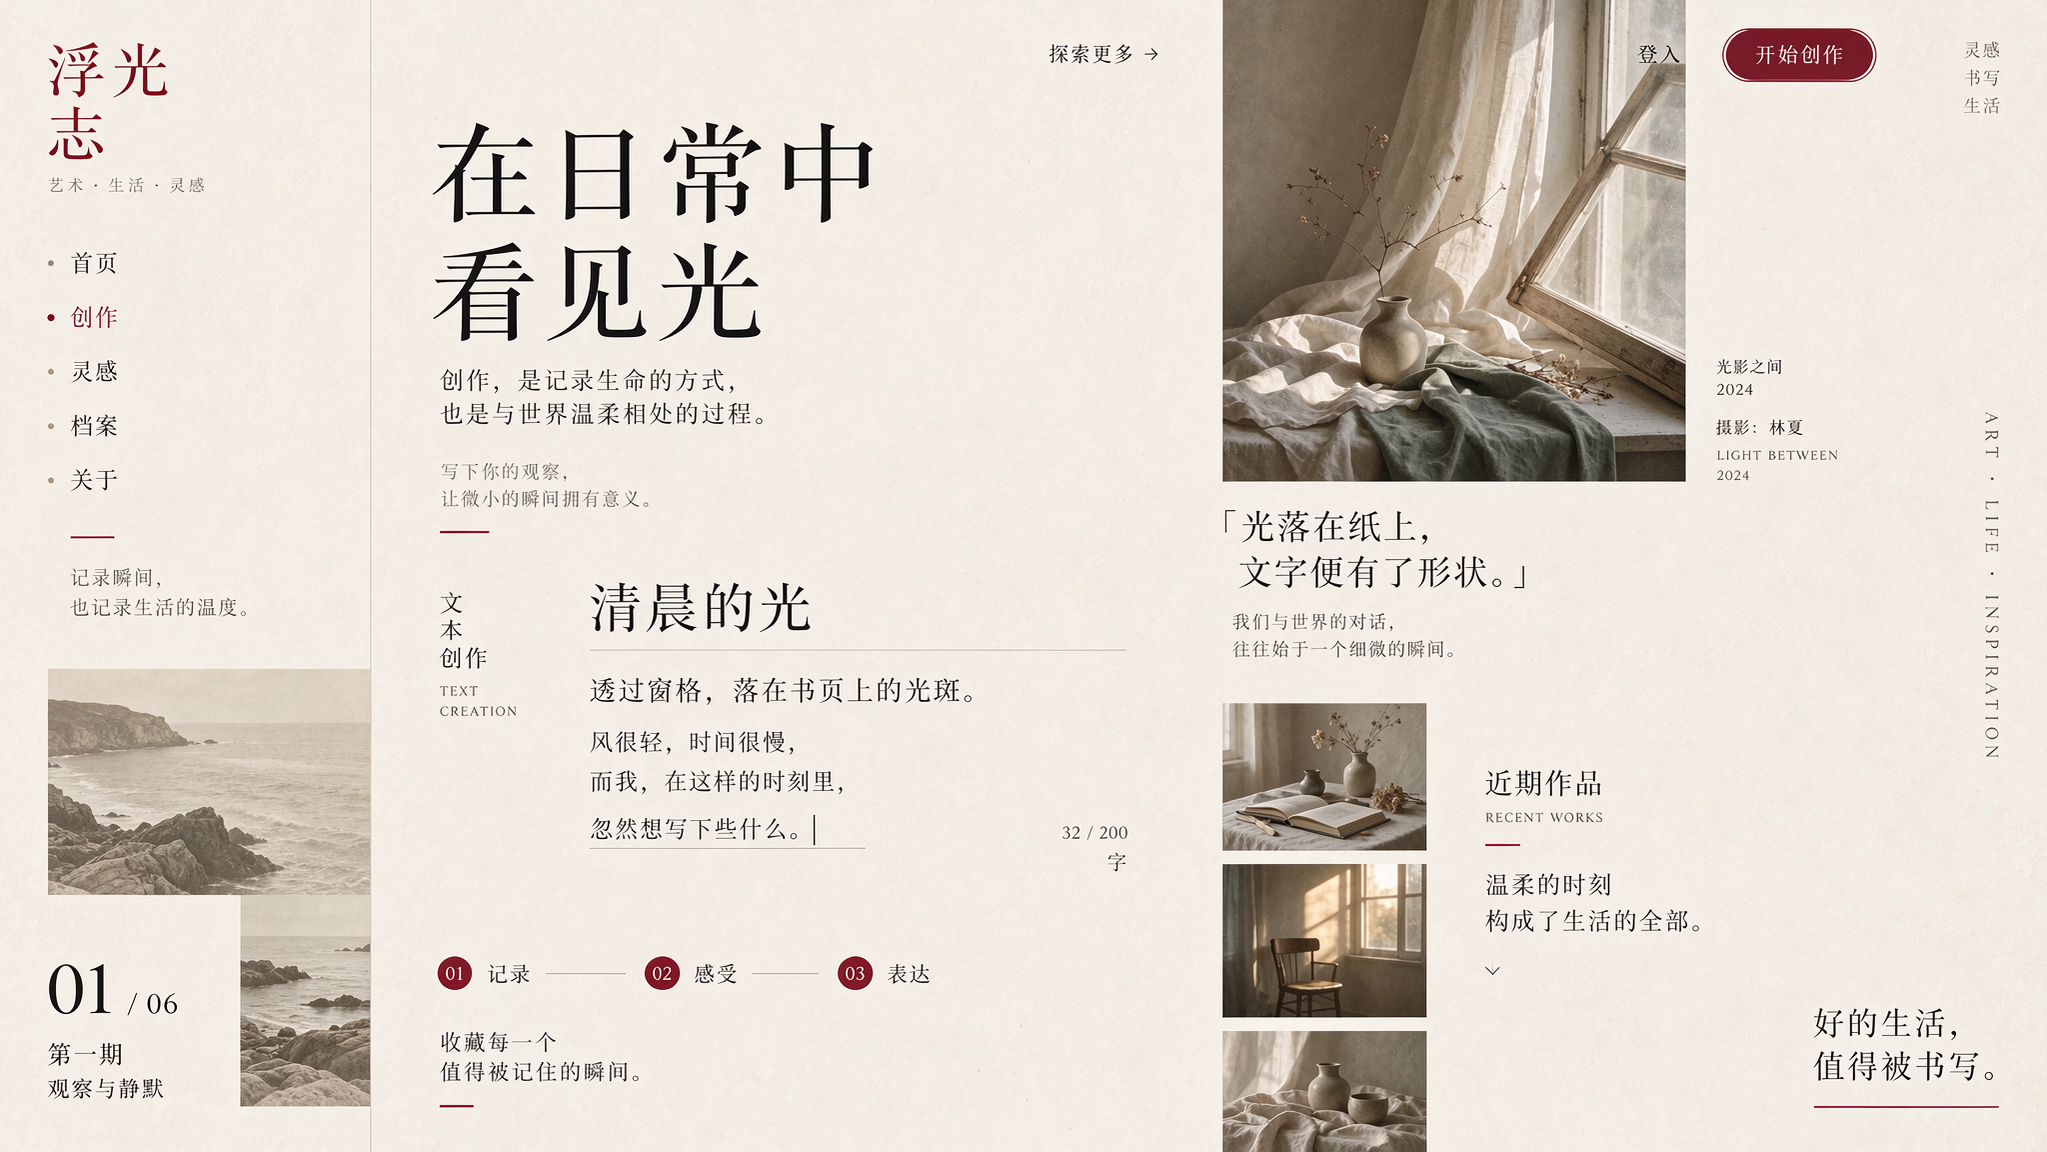 浮光
志
艺术 · 生活 · 灵感
首页
创作
灵感
档案
关于
记录瞬间，
也记录生活的温度。
01 / 06
第一期
观察与静默
探索更多 →
在日常中
看见光
创作，是记录生命的方式，
也是与世界温柔相处的过程。
写下你的观察，
让微小的瞬间拥有意义。
文
本
创作
TEXT
CREATION
清晨的光
透过窗格，落在书页上的光斑。
风很轻，时间很慢，
而我，在这样的时刻里，
忽然想写下些什么。
32 / 200
字
01 记录 02 感受 03 表达
收藏每一个
值得被记住的瞬间。
登入
开始创作
灵感
书写
生活
光影之间
2024
摄影：林夏
LIGHT BETWEEN
2024
「光落在纸上，
文字便有了形状。」
我们与世界的对话，
往往始于一个细微的瞬间。
近期作品
RECENT WORKS
温柔的时刻
构成了生活的全部。
ART · LIFE · INSPIRATION
好的生活，
值得被书写。